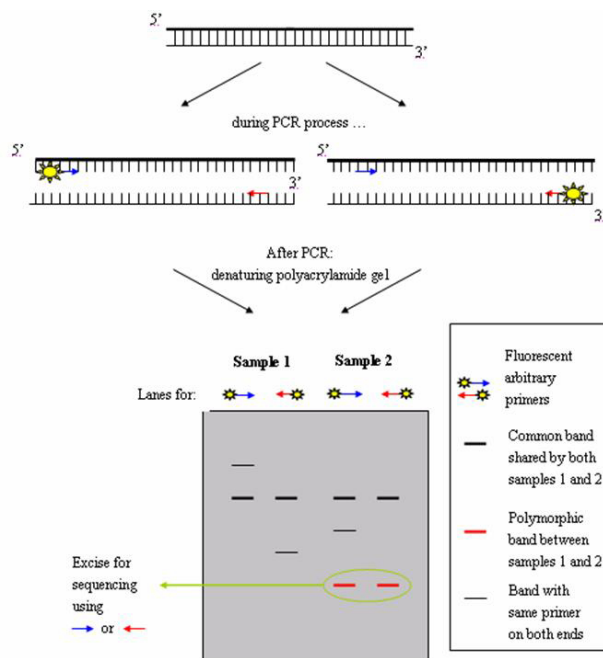 5'
3'
during PCR process ...
5'
3'
5'
3'
After PCR:
denaturing polyacrylamide gel
Sample 1
Sample 2
Lanes for:
Excise for
sequencing
using
or
Fluorescent
arbitrary
primers
Common band
shared by both
samples 1 and 2
Polymorphic
band between
samples 1 and 2
Band with
same primer
on both ends